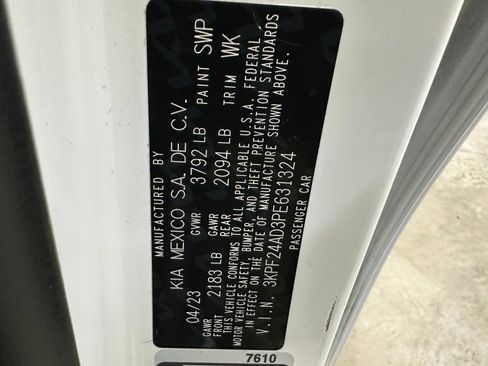 MANUFACTURED BY
KIA MEXICO S.A. DE C.V.
04/23 GVWR 3792 LB PAINT SWP
GAWR FRONT 2183 LB GAWR REAR 2094 LB TRIM WK
THIS VEHICLE CONFORMS TO ALL APPLICABLE U.S.A. FEDERAL
MOTOR VEHICLE SAFETY, BUMPER, AND THEFT PREVENTION STANDARDS
IN EFFECT ON THE DATE OF MANUFACTURE SHOWN ABOVE.
V.I.N. 3KPF24AD3PE631324
PASSENGER CAR
7610